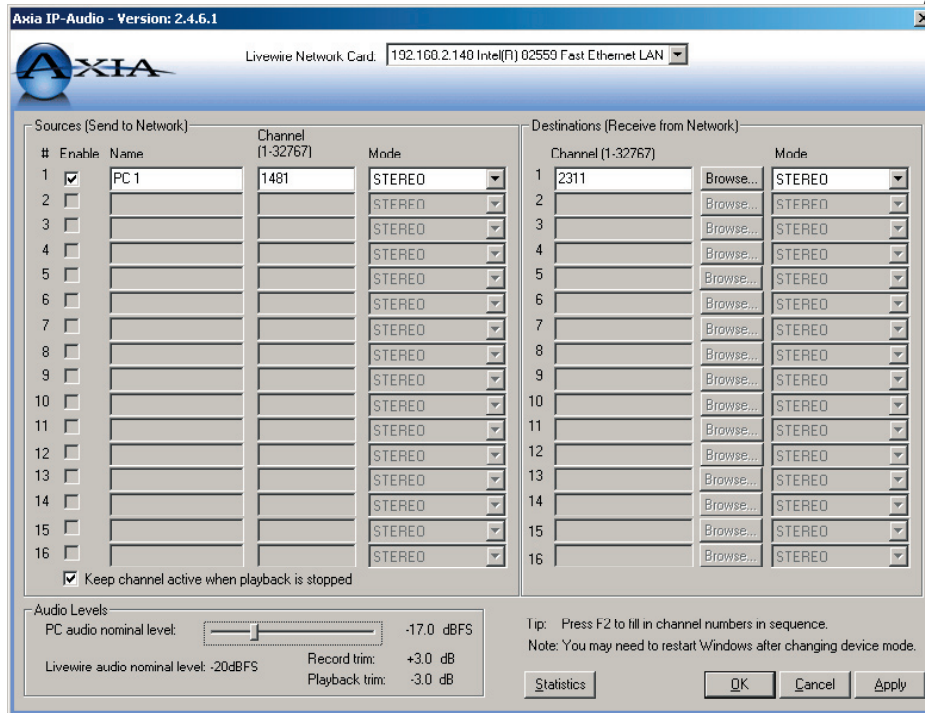 Axia IP-Audio - Version: 2.4.6.1
AXIA
Livewire Network Card: 192.168.2.140 Intel(R) 82559 Fast Ethernet LAN
Sources (Send to Network)
# Enable Name Channel (1-32767) Mode
1 PC 1 1481 STEREO
2 STEREO
3 STEREO
4 STEREO
5 STEREO
6 STEREO
7 STEREO
8 STEREO
9 STEREO
10 STEREO
11 STEREO
12 STEREO
13 STEREO
14 STEREO
15 STEREO
16 STEREO
Keep channel active when playback is stopped
Destinations (Receive from Network)
Channel (1-32767) Mode
1 2311 Browse... STEREO
2 Browse... STEREO
3 Browse... STEREO
4 Browse... STEREO
5 Browse... STEREO
6 Browse... STEREO
7 Browse... STEREO
8 Browse... STEREO
9 Browse... STEREO
10 Browse... STEREO
11 Browse... STEREO
12 Browse... STEREO
13 Browse... STEREO
14 Browse... STEREO
15 Browse... STEREO
16 Browse... STEREO
Audio Levels
PC audio nominal level: -17.0 dBFS
Livewire audio nominal level: -20dBFS
Record trim: +3.0 dB
Playback trim: -3.0 dB
Tip: Press F2 to fill in channel numbers in sequence.
Note: You may need to restart Windows after changing device mode.
Statistics OK Cancel Apply